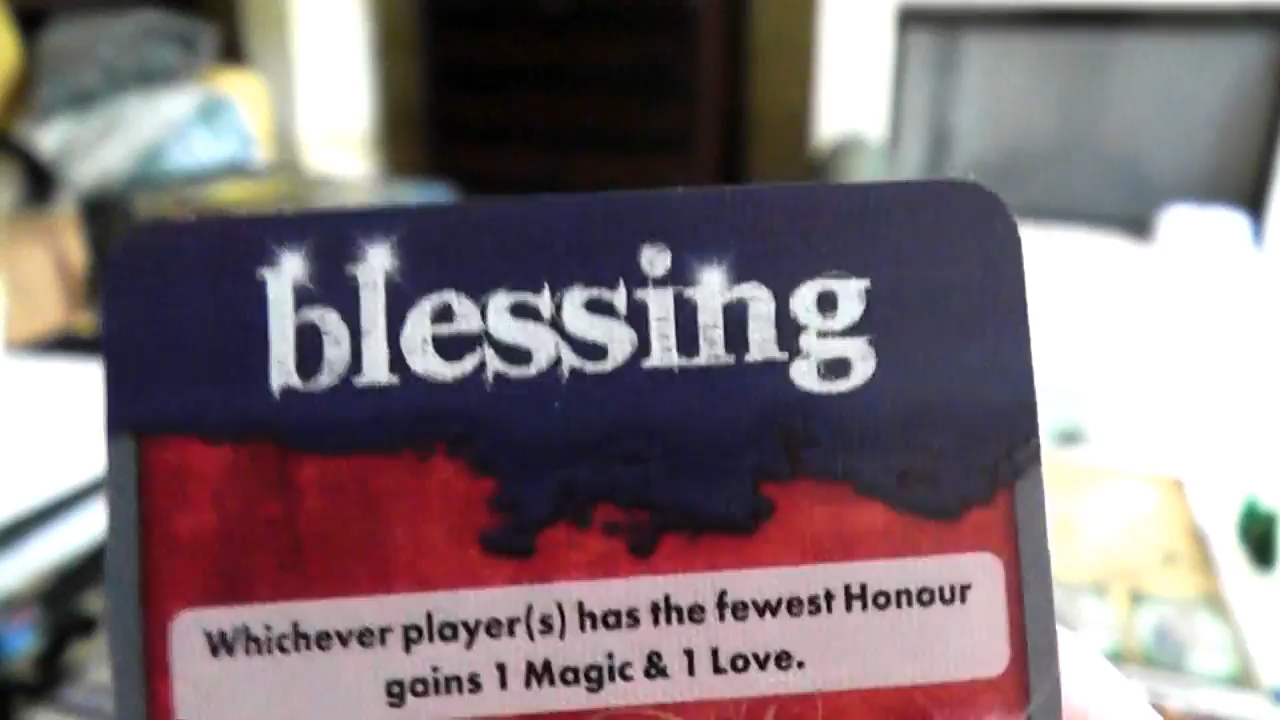 blessing
Whichever player(s) has the fewest Honour
gains 1 Magic & 1 Love.